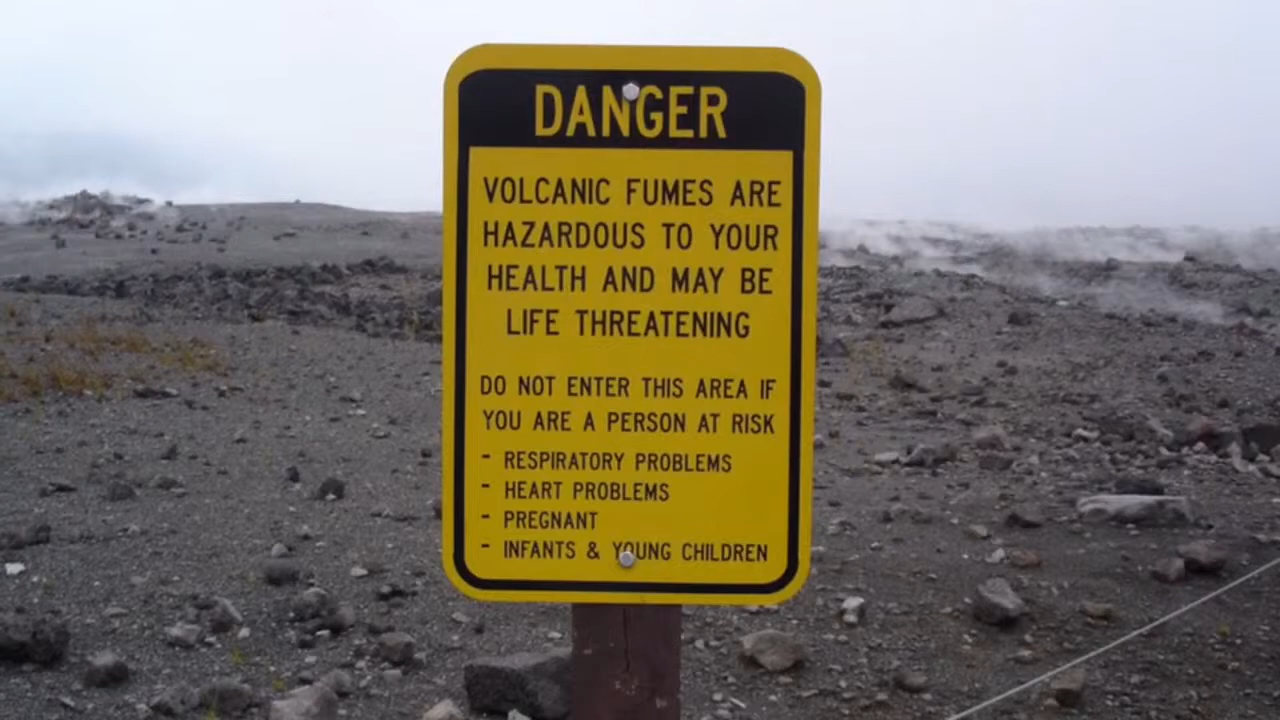 DANGER
VOLCANIC FUMES ARE
HAZARDOUS TO YOUR
HEALTH AND MAY BE
LIFE THREATENING
DO NOT ENTER THIS AREA IF
YOU ARE A PERSON AT RISK
- RESPIRATORY PROBLEMS
- HEART PROBLEMS
- PREGNANT
- INFANTS & YOUNG CHILDREN